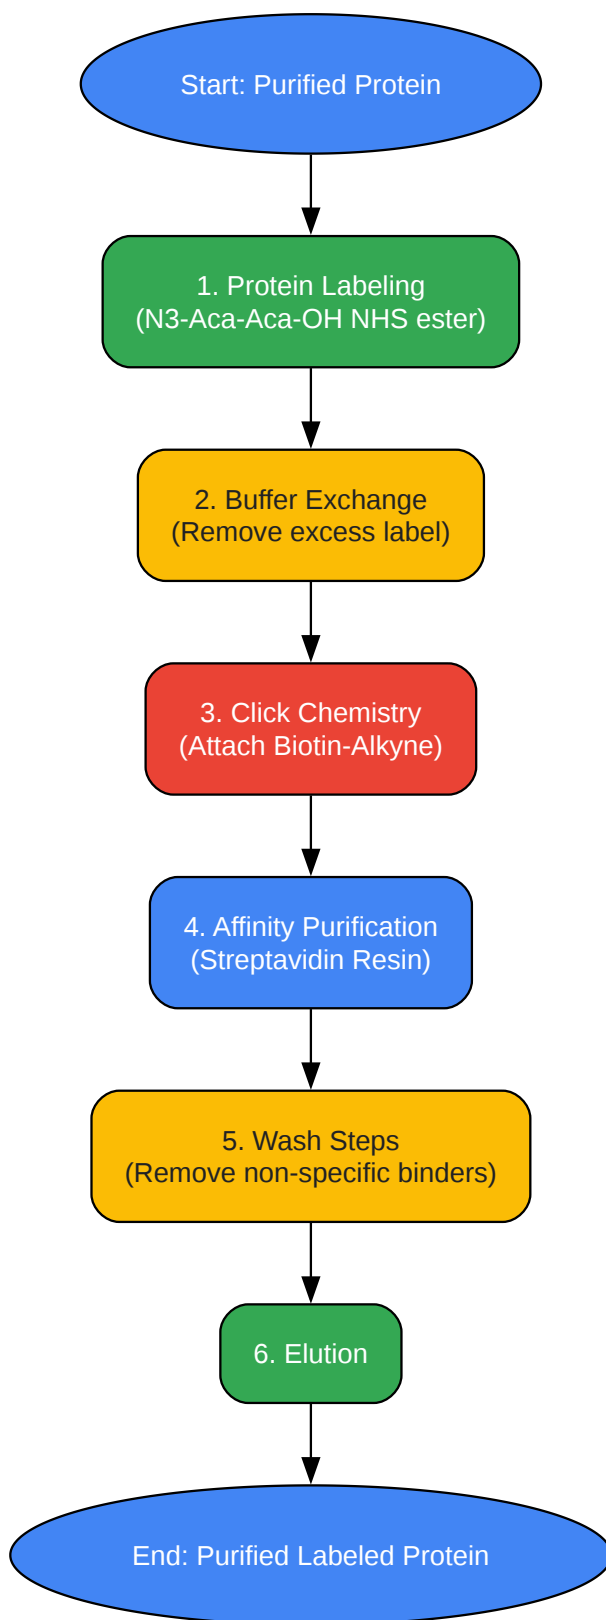 Start: Purified Protein
1. Protein Labeling
(N3-Aca-Aca-OH NHS ester)
2. Buffer Exchange
(Remove excess label)
3. Click Chemistry
(Attach Biotin-Alkyne)
4. Affinity Purification
(Streptavidin Resin)
5. Wash Steps
(Remove non-specific binders)
6. Elution
End: Purified Labeled Protein